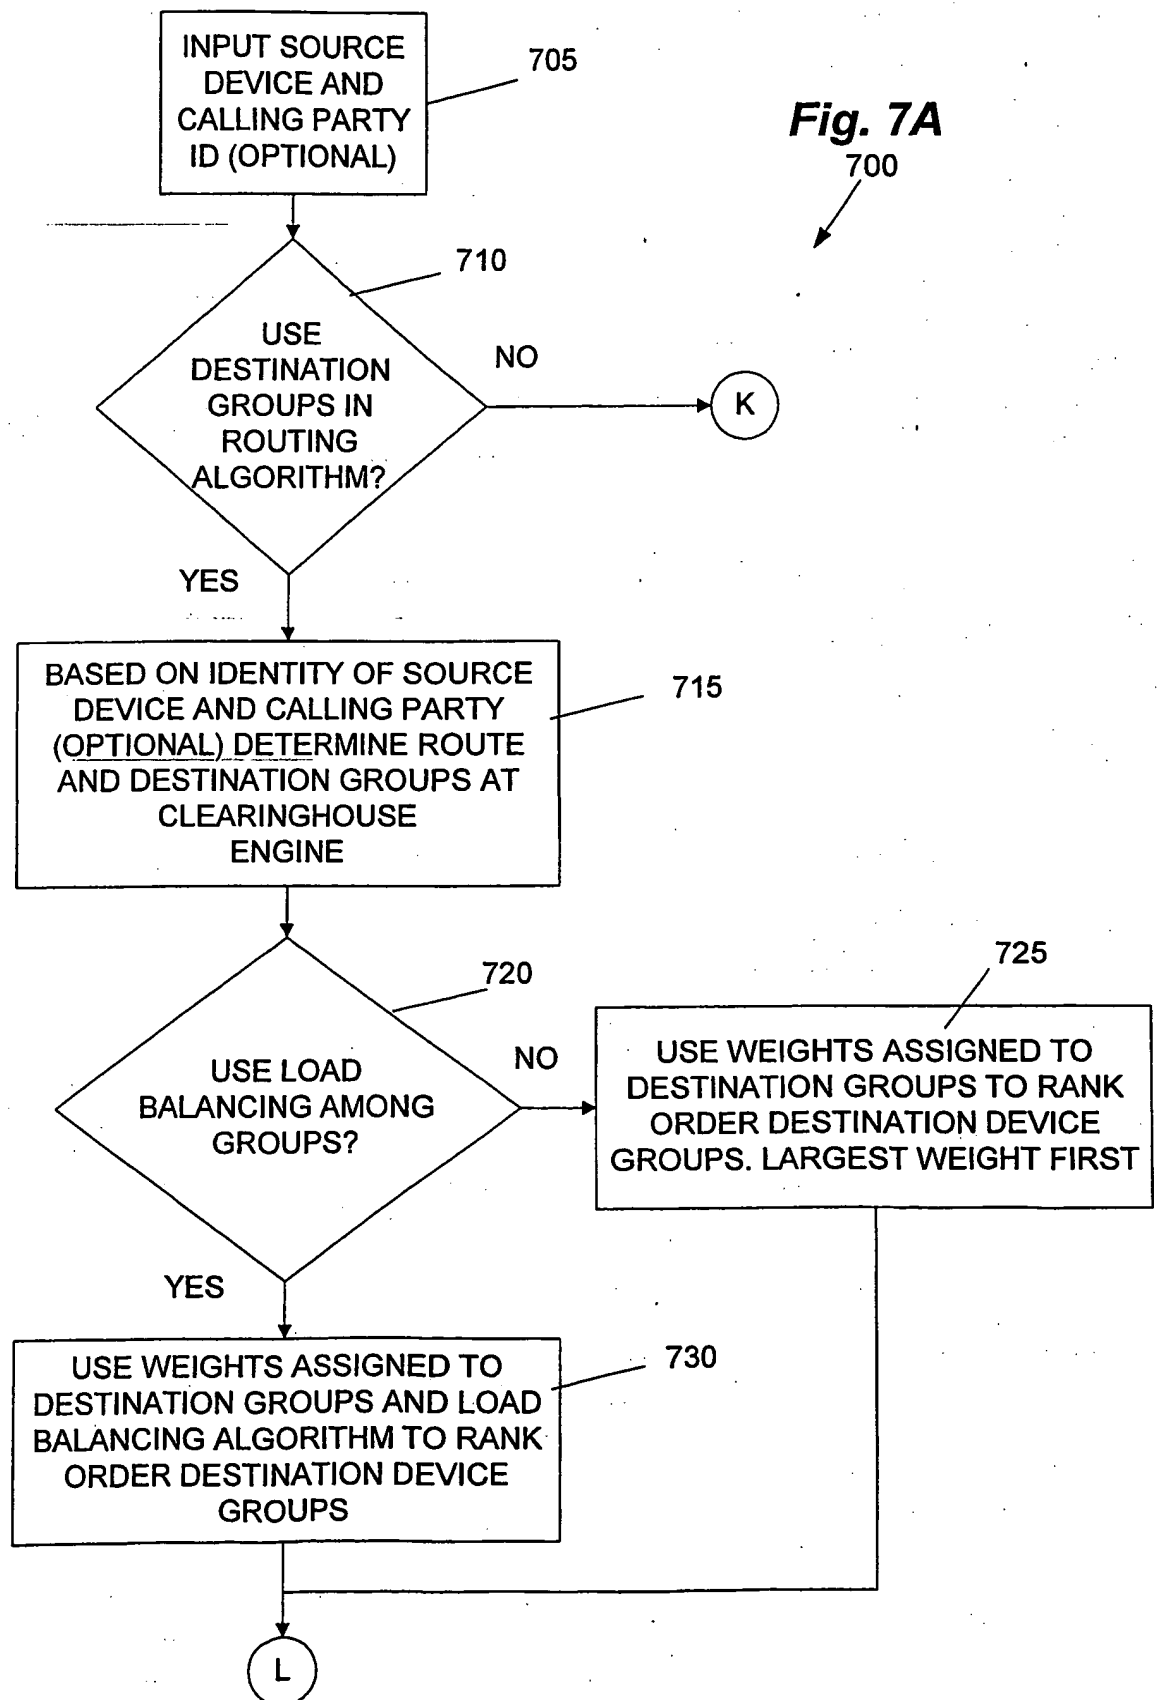 INPUT SOURCE
DEVICE AND
CALLING PARTY
ID (OPTIONAL)
705
Fig. 7A
700
710
USE
DESTINATION
GROUPS IN
ROUTING
ALGORITHM?
NO
K
YES
BASED ON IDENTITY OF SOURCE
DEVICE AND CALLING PARTY
(OPTIONAL) DETERMINE ROUTE
AND DESTINATION GROUPS AT
CLEARINGHOUSE
ENGINE
715
720
USE LOAD
BALANCING AMONG
GROUPS?
NO
725
USE WEIGHTS ASSIGNED TO
DESTINATION GROUPS TO RANK
ORDER DESTINATION DEVICE
GROUPS. LARGEST WEIGHT FIRST
YES
USE WEIGHTS ASSIGNED TO
DESTINATION GROUPS AND LOAD
BALANCING ALGORITHM TO RANK
ORDER DESTINATION DEVICE
GROUPS
730
L